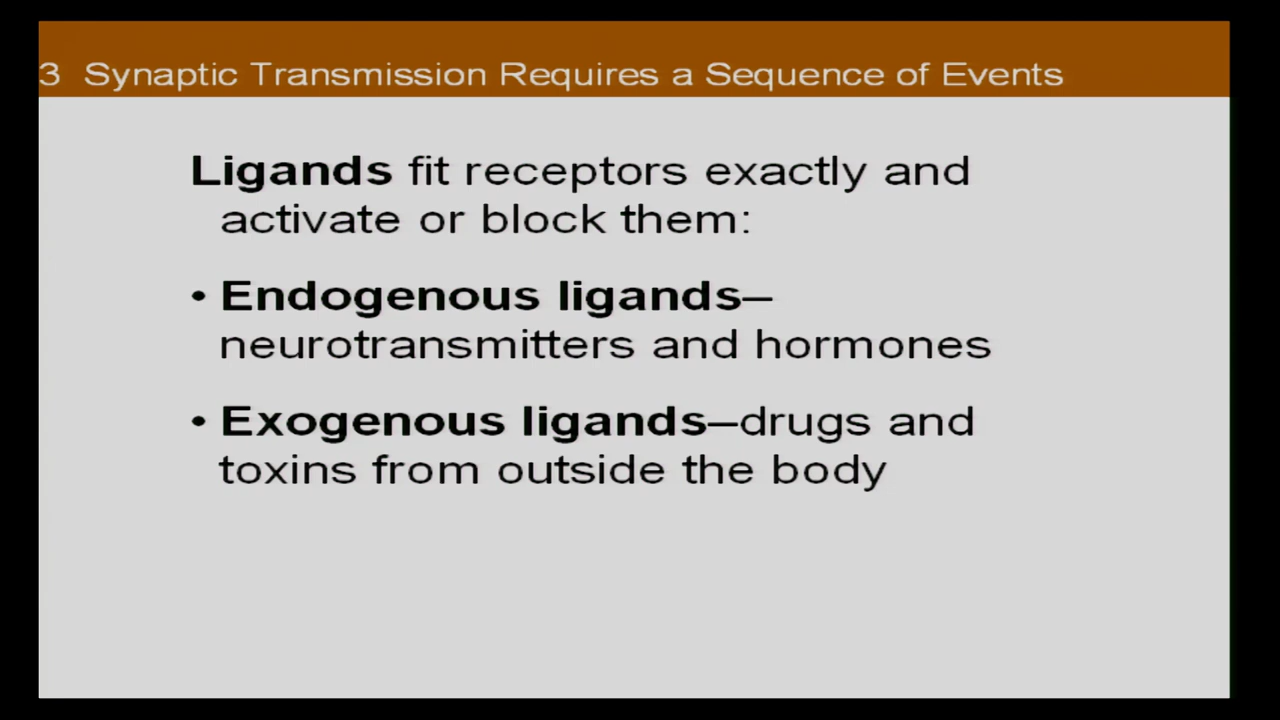 3 Synaptic Transmission Requires a Sequence of Events
Ligands fit receptors exactly and
activate or block them:
• Endogenous ligands–
neurotransmitters and hormones
• Exogenous ligands–drugs and
toxins from outside the body